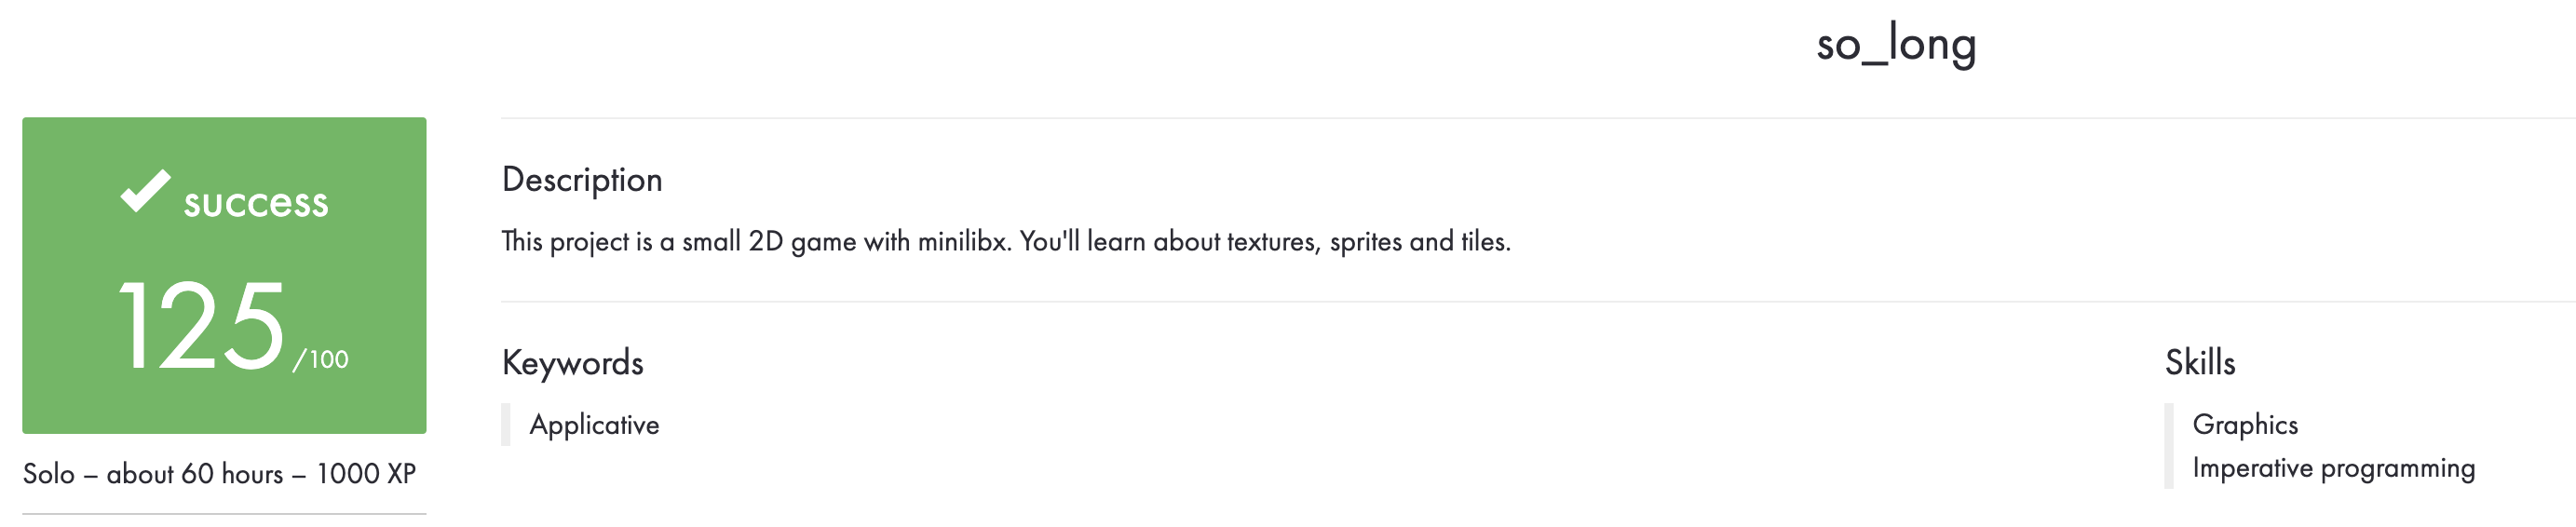 so_long
success
125/100
Solo – about 60 hours – 1000 XP
Description
This project is a small 2D game with minilibx. You'll learn about textures, sprites and tiles.
Keywords
Applicative
Skills
Graphics
Imperative programming